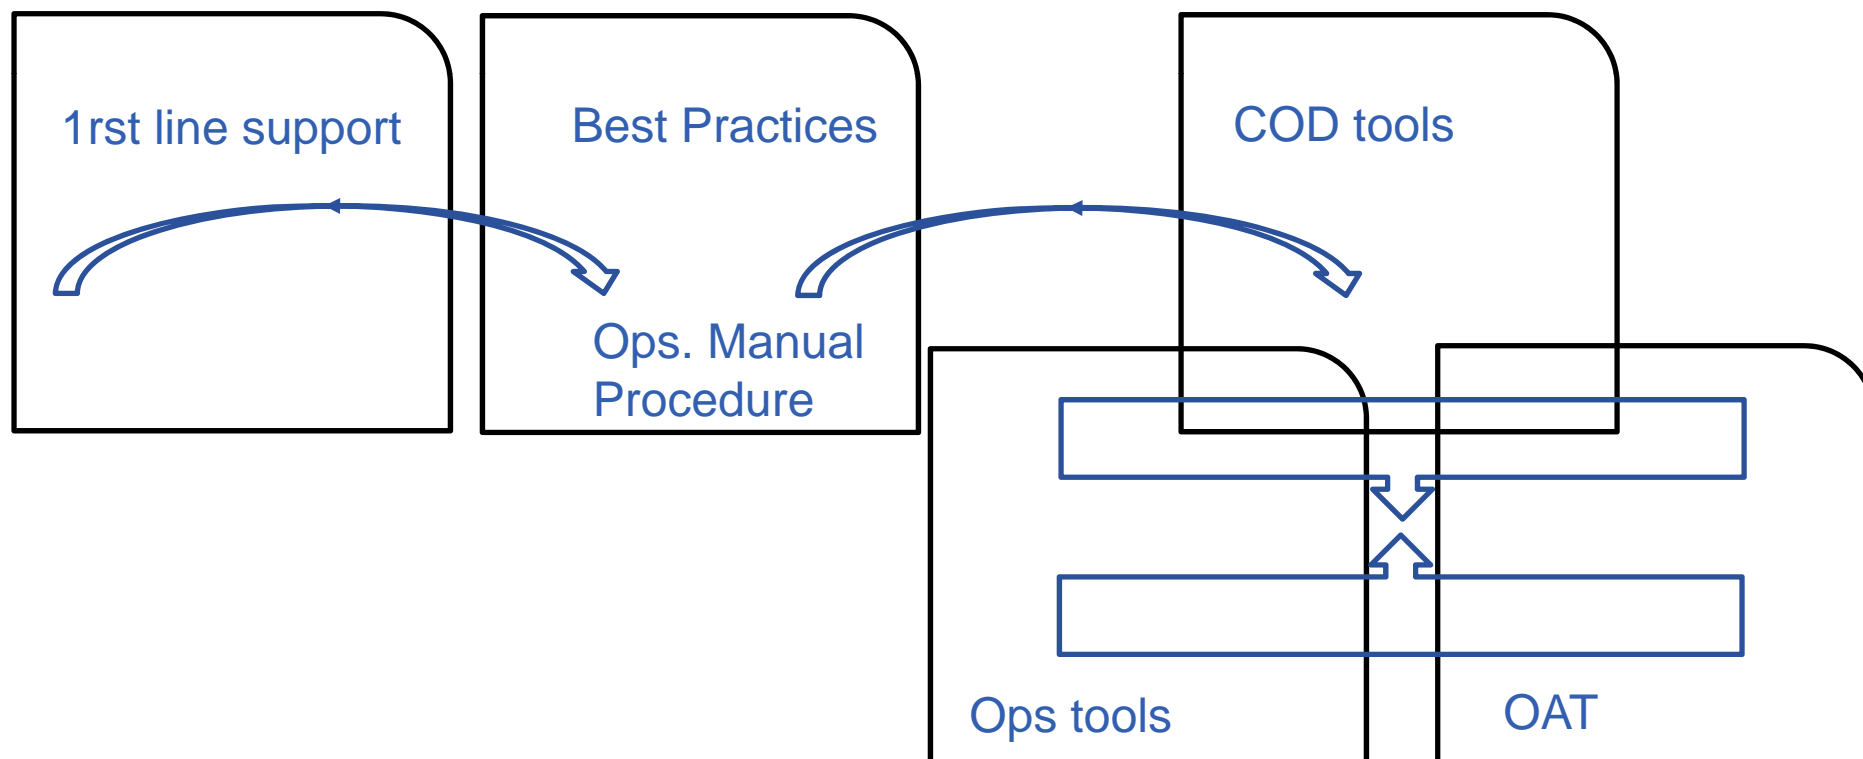 1rst line support
Best Practices
COD tools
Ops. Manual
Procedure
Ops tools
OAT